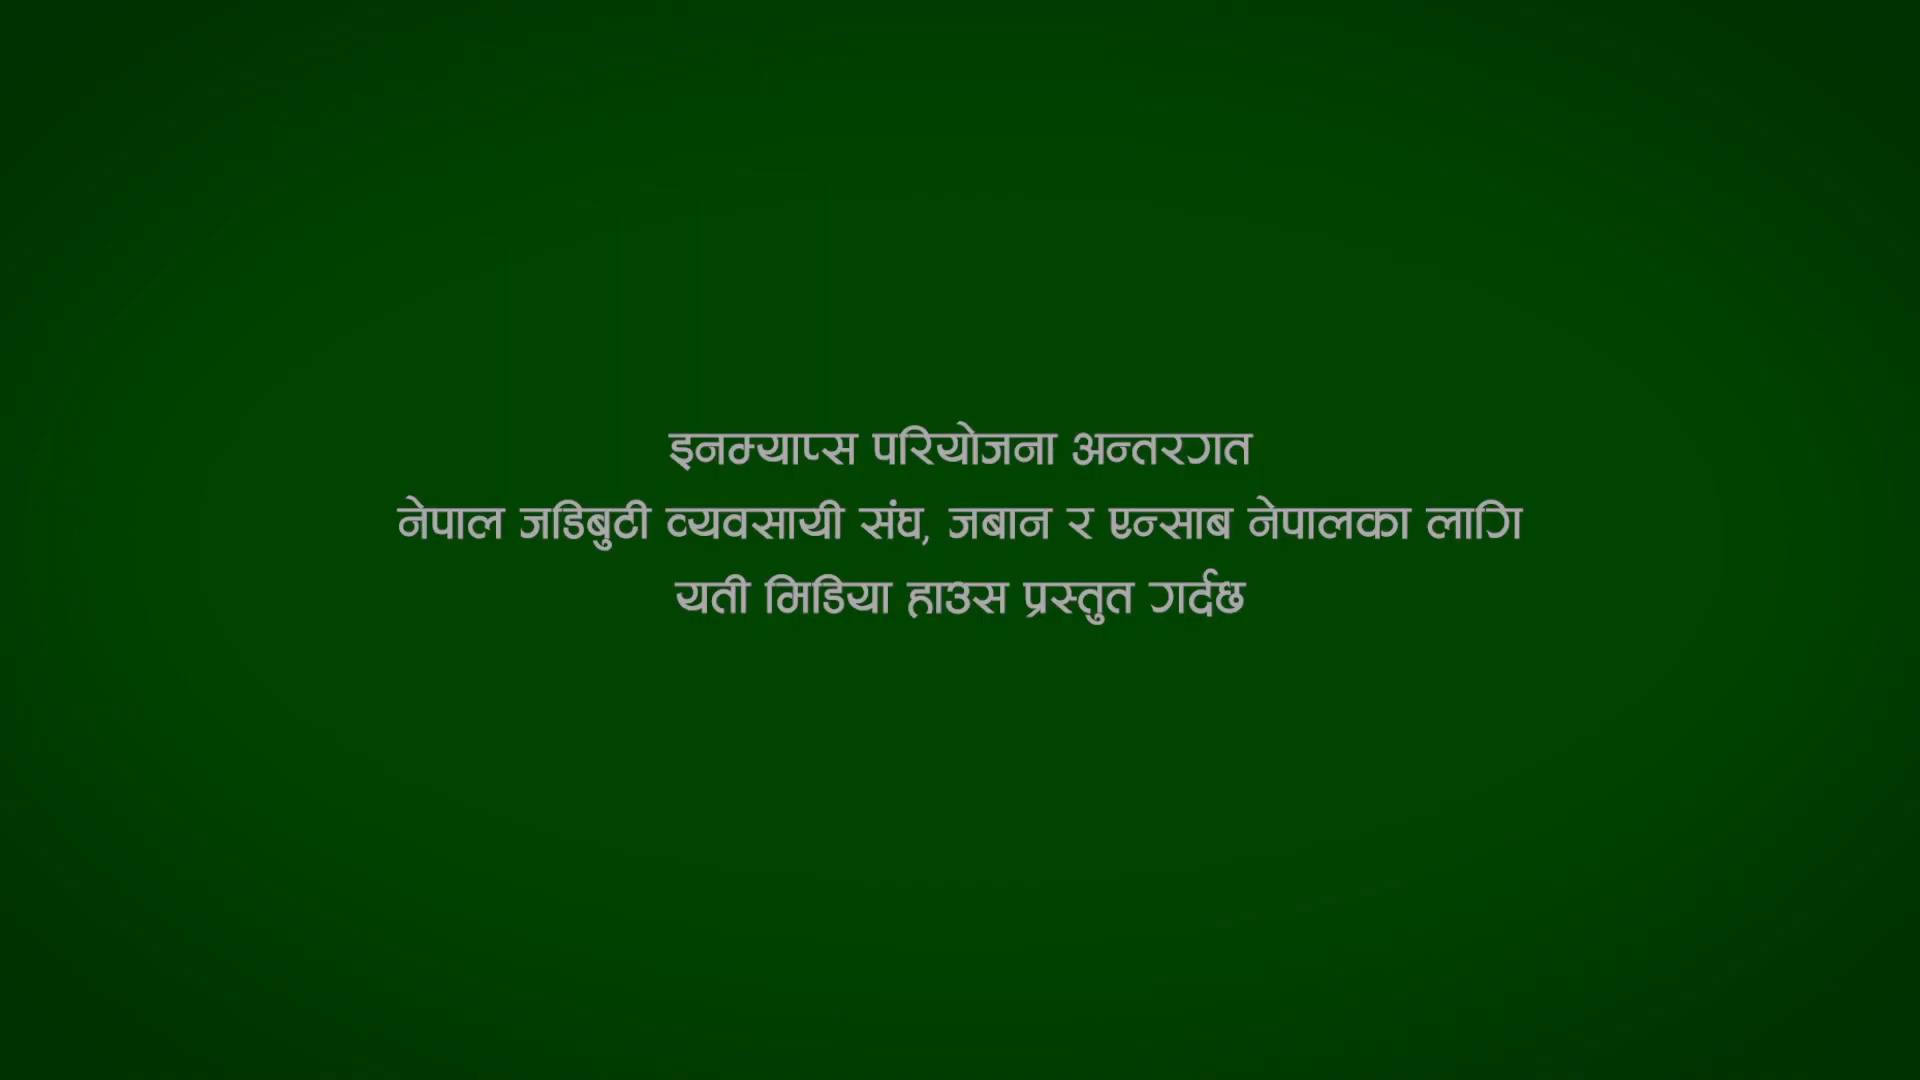 इनम्याप्स परियोजना अन्तरगत
नेपाल जडिबुटी व्यवसायी संघ, जबान र एन्साब नेपालका लागि
यती मिडिया हाउस प्रस्तुत गर्दछ